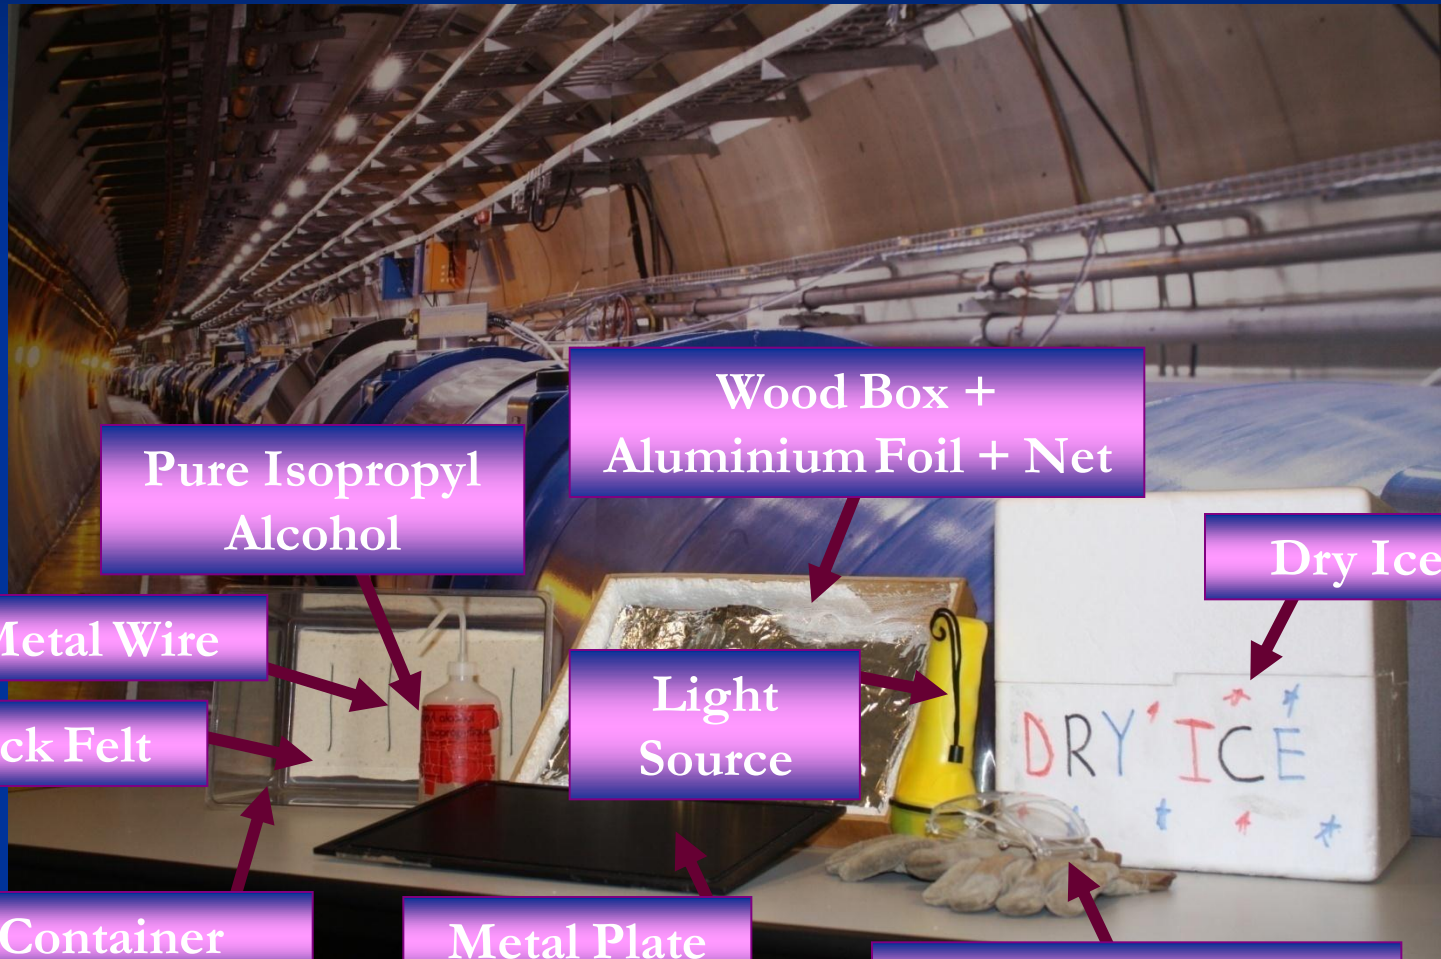 Wood Box +
Aluminium Foil + Net
Pure Isopropyl
Alcohol
Dry Ice
Metal Wire
Light
Source
ck Felt
DRY ICE
Container
Metal Plate